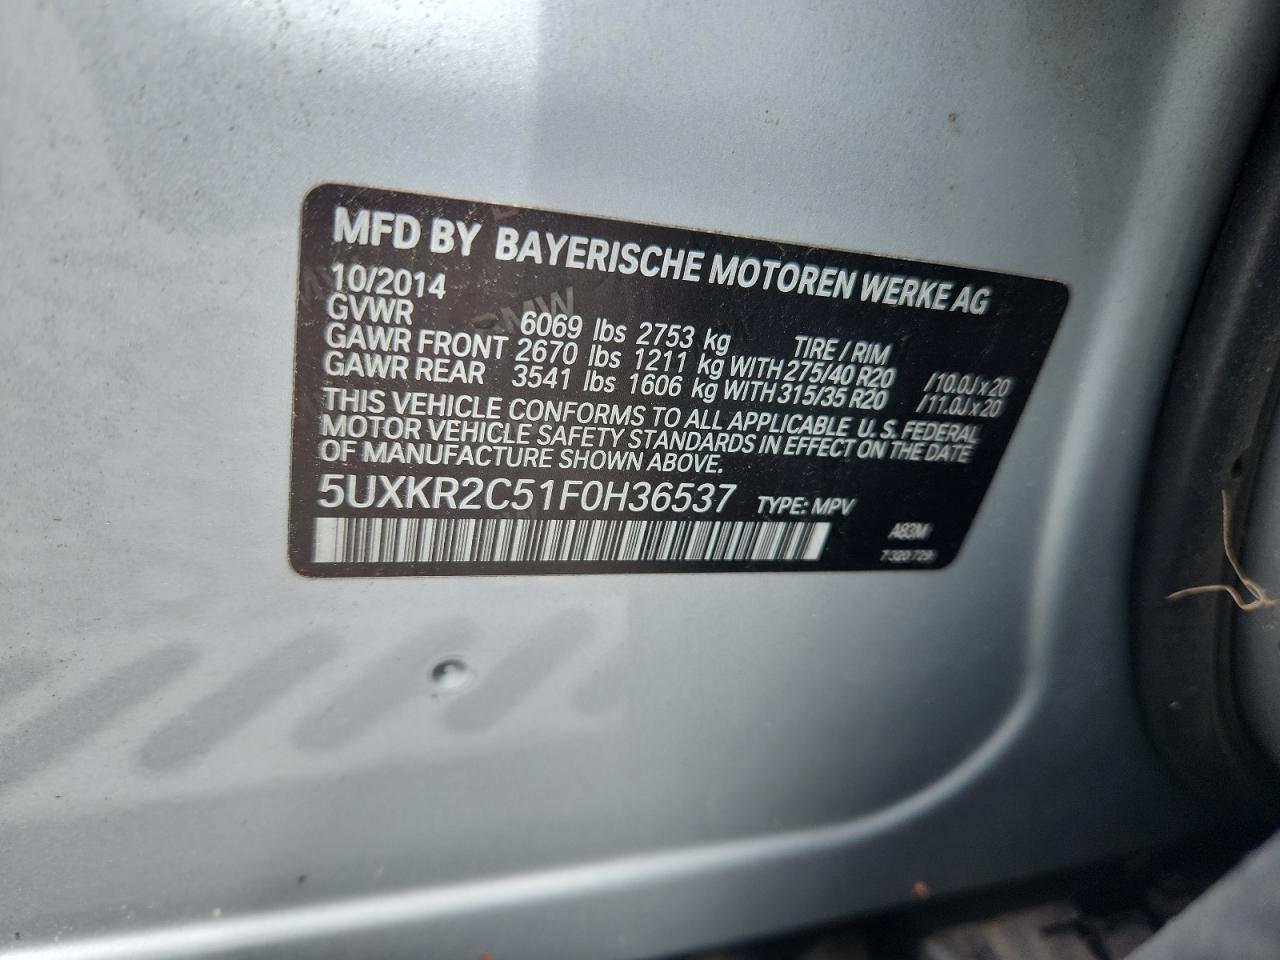 MFD BY BAYERISCHE MOTOREN WERKE AG
10/2014
GVWR 6069 lbs 2753 kg TIRE / RIM
GAWR FRONT 2670 lbs 1211 kg WITH 275/40 R20 /10.0J x 20
GAWR REAR 3541 lbs 1606 kg WITH 315/35 R20 /11.0J x 20
THIS VEHICLE CONFORMS TO ALL APPLICABLE U.S. FEDERAL
MOTOR VEHICLE SAFETY STANDARDS IN EFFECT ON THE DATE
OF MANUFACTURE SHOWN ABOVE.
5UXKR2C51F0H36537 TYPE: MPV
A83M
7 320 729